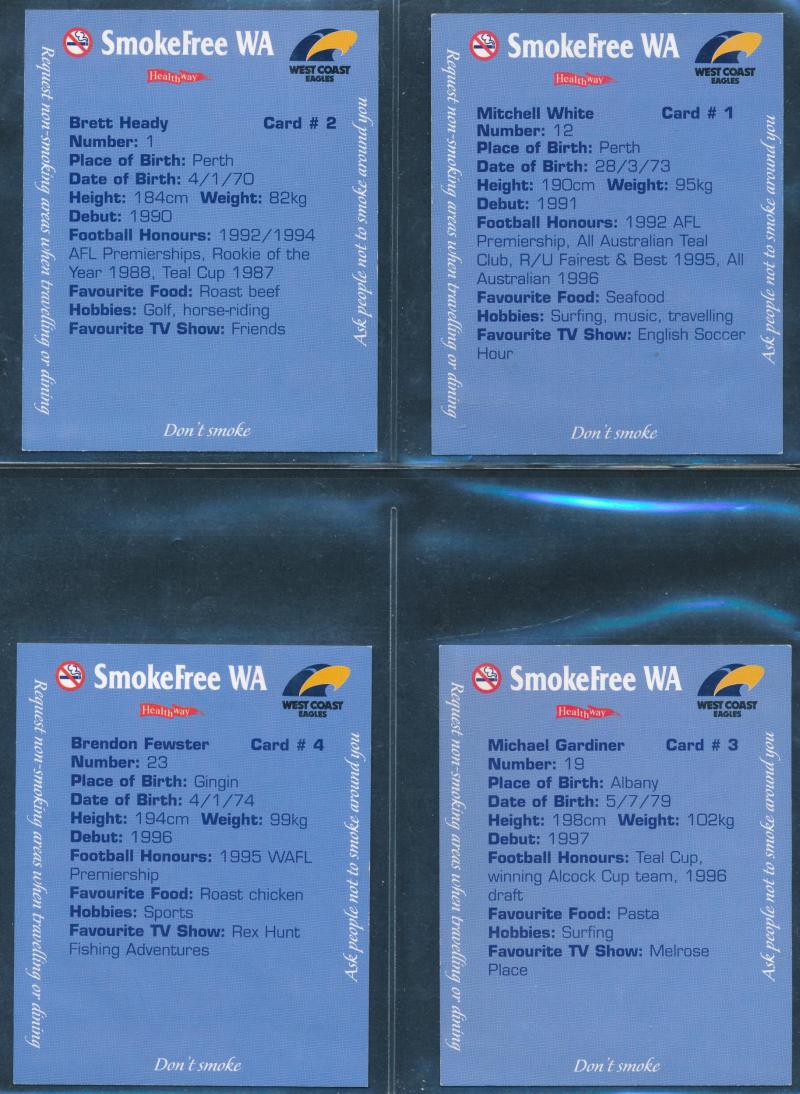 SmokeFree WA
Healthway
WEST COAST
EAGLES
Brett Heady Card # 2
Number: 1
Place of Birth: Perth
Date of Birth: 4/1/70
Height: 184cm Weight: 82kg
Debut: 1990
Football Honours: 1992/1994
AFL Premierships, Rookie of the
Year 1988, Teal Cup 1987
Favourite Food: Roast beef
Hobbies: Golf, horse-riding
Favourite TV Show: Friends
Request non-smoking areas when travelling or dining
Ask people not to smoke around you
Don't smoke
SmokeFree WA
Healthway
WEST COAST
EAGLES
Mitchell White Card # 1
Number: 12
Place of Birth: Perth
Date of Birth: 28/3/73
Height: 190cm Weight: 95kg
Debut: 1991
Football Honours: 1992 AFL
Premiership, All Australian Teal
Club, R/U Fairest & Best 1995, All
Australian 1996
Favourite Food: Seafood
Hobbies: Surfing, music, travelling
Favourite TV Show: English Soccer
Hour
Request non-smoking areas when travelling or dining
Ask people not to smoke around you
Don't smoke
SmokeFree WA
Healthway
WEST COAST
EAGLES
Brendon Fewster Card # 4
Number: 23
Place of Birth: Gingin
Date of Birth: 4/1/74
Height: 194cm Weight: 99kg
Debut: 1996
Football Honours: 1995 WAFL
Premiership
Favourite Food: Roast chicken
Hobbies: Sports
Favourite TV Show: Rex Hunt
Fishing Adventures
Request non-smoking areas when travelling or dining
Ask people not to smoke around you
Don't smoke
SmokeFree WA
Healthway
WEST COAST
EAGLES
Michael Gardiner Card # 3
Number: 19
Place of Birth: Albany
Date of Birth: 5/7/79
Height: 198cm Weight: 102kg
Debut: 1997
Football Honours: Teal Cup,
winning Alcock Cup team, 1996
draft
Favourite Food: Pasta
Hobbies: Surfing
Favourite TV Show: Melrose
Place
Request non-smoking areas when travelling or dining
Ask people not to smoke around you
Don't smoke